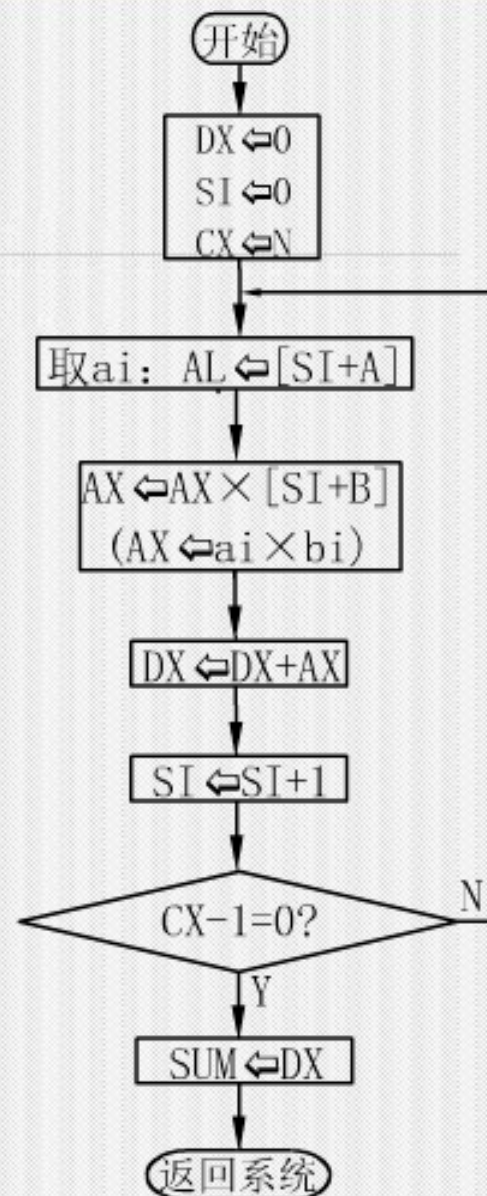 开始
DX⇦0
SI⇦0
CX⇦N
取ai：AL⇦[SI+A]
AX⇦AX×[SI+B]
(AX⇦ai×bi)
DX⇦DX+AX
SI⇦SI+1
CX-1=0?
N
Y
SUM⇦DX
返回系统